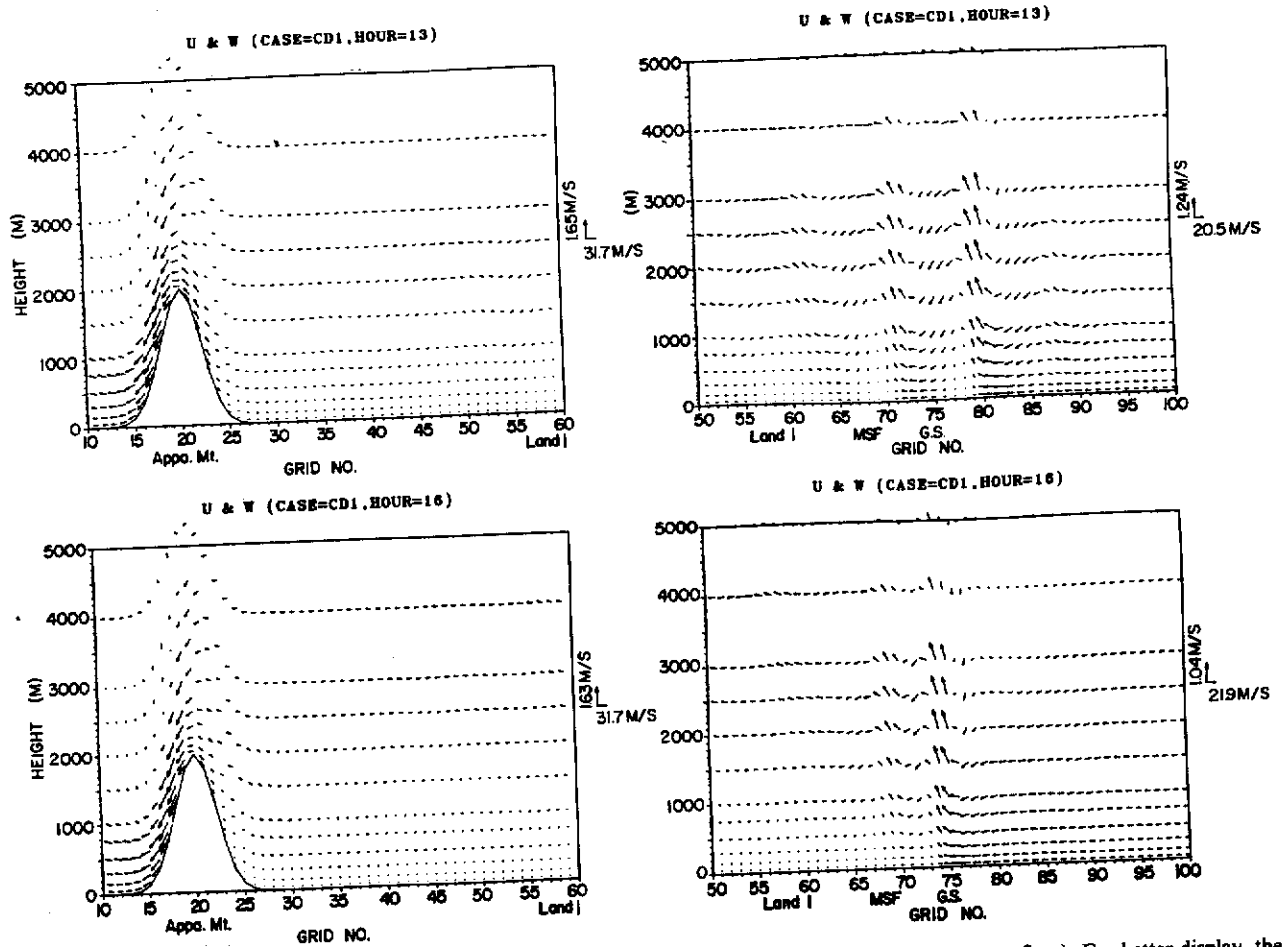 U & W (CASE=CD1,HOUR=13)
5000
4000
3000
2000
1000
0
HEIGHT (M)
10 15 20 25 30 35 40 45 50 55 60
Appa. Mt.
Land I
GRID NO.
1.65M/S
31.7M/S
U & W (CASE=CD1,HOUR=13)
5000
4000
3000
2000
1000
0
(M)
50 55 60 65 70 75 80 85 90 95 100
Land I MSF G.S.
GRID NO.
1.24M/S
20.5M/S
U & W (CASE=CD1,HOUR=16)
5000
4000
3000
2000
1000
0
HEIGHT (M)
10 15 20 25 30 35 40 45 50 55 60
Appa. Mt.
Land I
GRID NO.
1.63M/S
31.7M/S
U & W (CASE=CD1,HOUR=16)
5000
4000
3000
2000
1000
0
50 55 60 65 70 75 80 85 90 95 100
Land I MSF G.S.
GRID NO.
1.04M/S
21.9M/S
better display, the